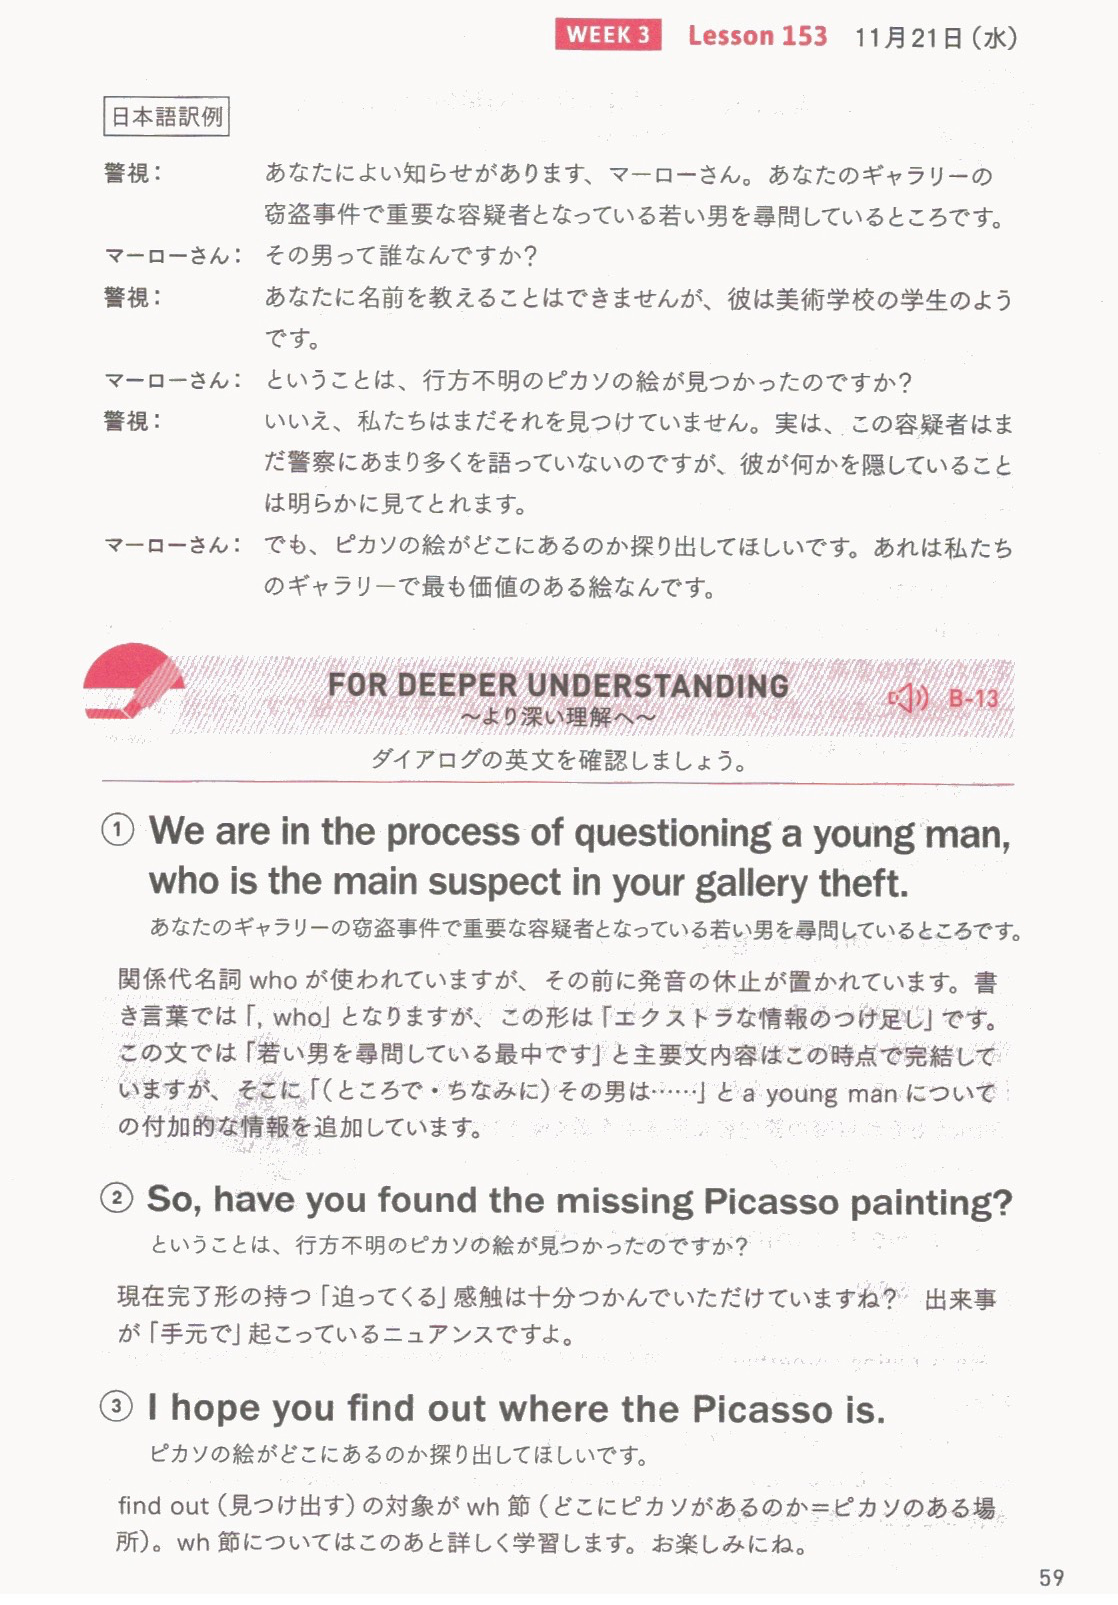 WEEK 3 Lesson 153 11月21日(水)
日本語訳例
警視: あなたによい知らせがあります、マーローさん。あなたのギャラリーの
窃盗事件で重要な容疑者となっている若い男を尋問しているところです。
マーローさん: その男って誰なんですか?
警視: あなたに名前を教えることはできませんが、彼は美術学校の学生のよう
です。
マーローさん: ということは、行方不明のピカソの絵が見つかったのですか?
警視: いいえ、私たちはまだそれを見つけていません。実は、この容疑者はま
だ警察にあまり多くを語っていないのですが、彼が何かを隠していること
は明らかに見てとれます。
マーローさん: でも、ピカソの絵がどこにあるのか探り出してほしいです。あれは私たち
のギャラリーで最も価値のある絵なんです。
FOR DEEPER UNDERSTANDING B-13
〜より深い理解へ〜
ダイアログの英文を確認しましょう。
① We are in the process of questioning a young man,
who is the main suspect in your gallery theft.
あなたのギャラリーの窃盗事件で重要な容疑者となっている若い男を尋問しているところです。
関係代名詞 who が使われていますが、その前に発音の休止が置かれています。書
き言葉では「, who」となりますが、この形は「エクストラな情報のつけ足し」です。
この文では「若い男を尋問している最中です」と主要文内容はこの時点で完結して
いますが、そこに「(ところで・ちなみに)その男は……」と a young man について
の付加的な情報を追加しています。
② So, have you found the missing Picasso painting?
ということは、行方不明のピカソの絵が見つかったのですか?
現在完了形の持つ「迫ってくる」感触は十分つかんでいただけていますね? 出来事
が「手元で」起こっているニュアンスですよ。
③ I hope you find out where the Picasso is.
ピカソの絵がどこにあるのか探り出してほしいです。
find out (見つけ出す) の対象が wh 節 (どこにピカソがあるのか=ピカソのある場
所)。wh 節についてはこのあと詳しく学習します。お楽しみにね。
59